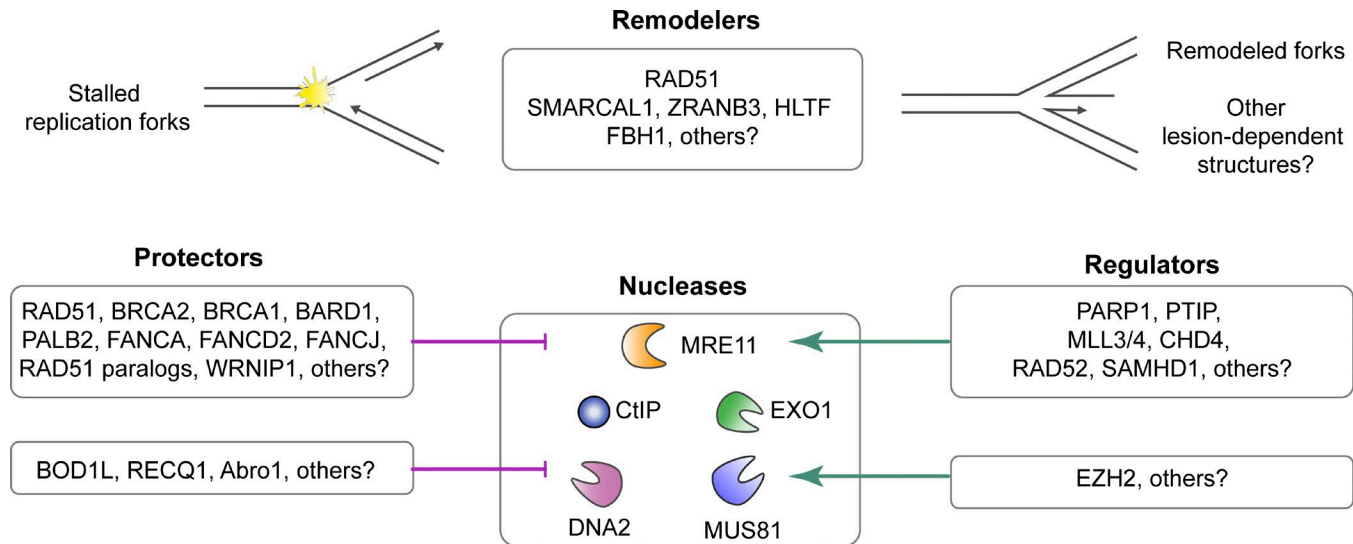 Remodelers
Stalled
replication forks
RAD51
SMARCAL1, ZRANB3, HLTF
FBH1, others?
Remodeled forks
Other
lesion-dependent
structures?
Protectors
RAD51, BRCA2, BRCA1, BARD1,
PALB2, FANCA, FANCD2, FANCJ,
RAD51 paralogs, WRNIP1, others?
BOD1L, RECQ1, Abro1, others?
Nucleases
MRE11
CtIP
EXO1
DNA2
MUS81
Regulators
PARP1, PTIP,
MLL3/4, CHD4,
RAD52, SAMHD1, others?
EZH2, others?